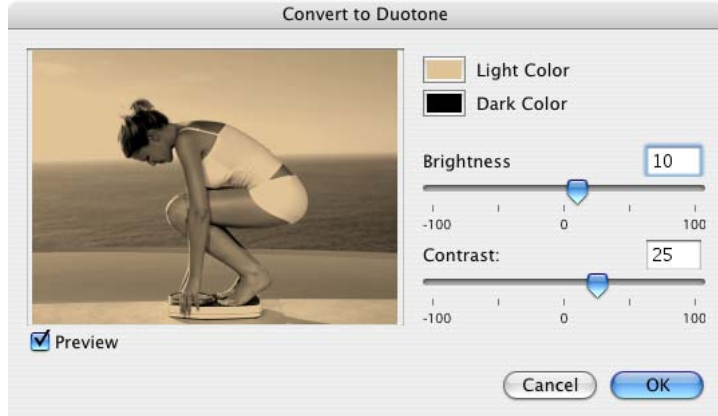 Convert to Duotone
Light Color
Dark Color
Brightness 10
-100 0 100
Contrast: 25
-100 0 100
Preview
Cancel OK